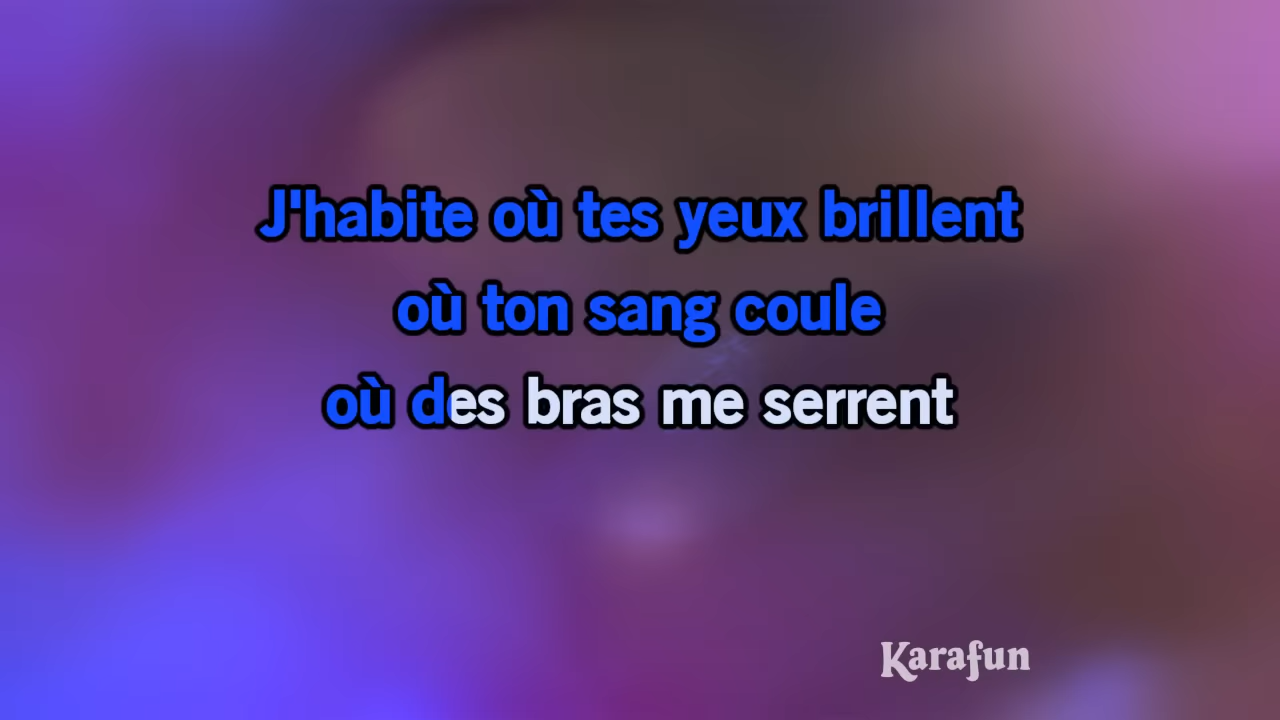 J'habite où tes yeux brillent
où ton sang coule
où des bras me serrent
Karafun